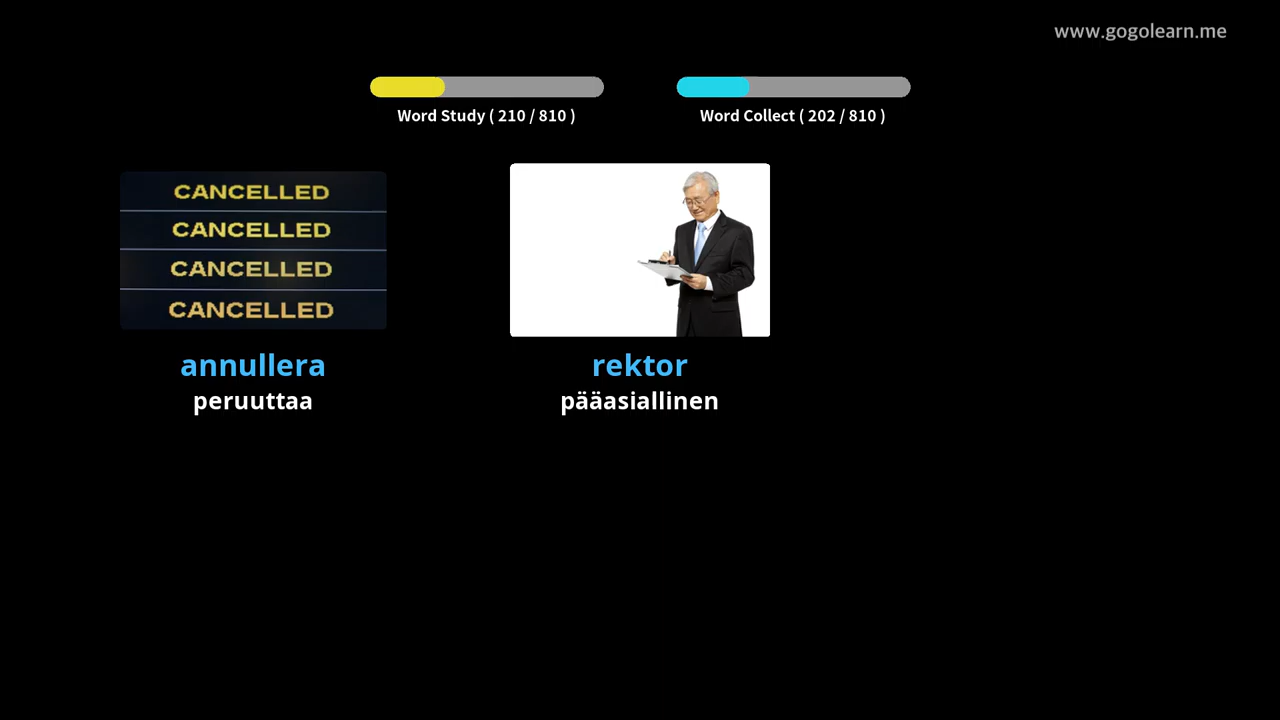 www.gogolearn.me
Word Study ( 210 / 810 )
Word Collect ( 202 / 810 )
CANCELLED
CANCELLED
CANCELLED
CANCELLED
annullera
peruuttaa
rektor
pääasiallinen